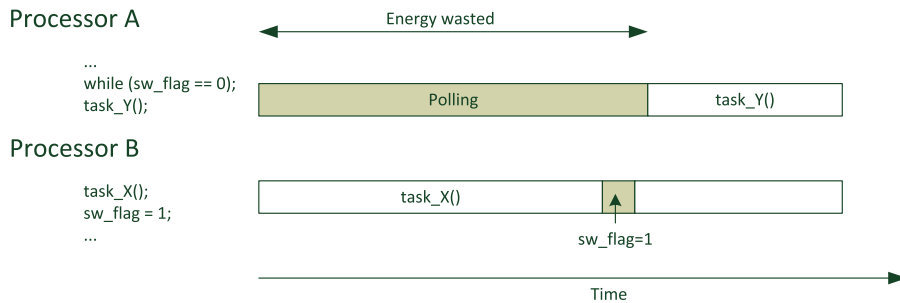 Processor A
Energy wasted
...
while (sw_flag == 0);
task_Y();
Polling
task_Y()
Processor B
task_X();
sw_flag = 1;
...
task_X()
sw_flag=1
Time